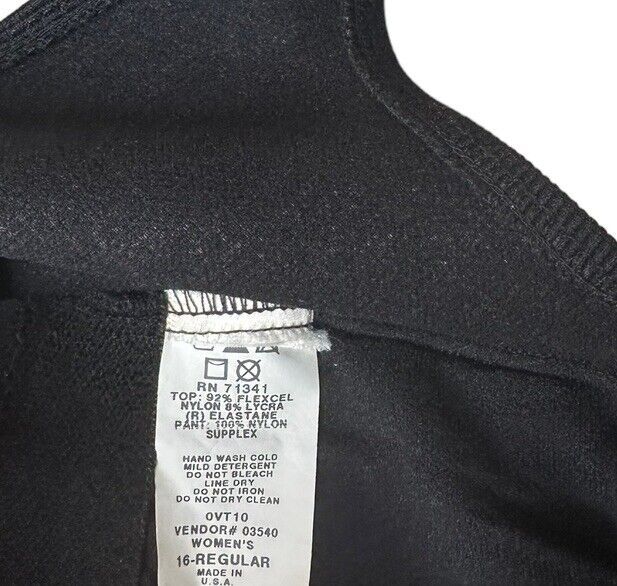 RN 71341
TOP: 92% FLEXCEL
NYLON 8% LYCRA
(R) ELASTANE
PANT: 100% NYLON
SUPPLEX
HAND WASH COLD
MILD DETERGENT
DO NOT BLEACH
LINE DRY
DO NOT IRON
DO NOT DRY CLEAN
OVT10
VENDOR# 03540
WOMEN'S
16-REGULAR
MADE IN
U.S.A